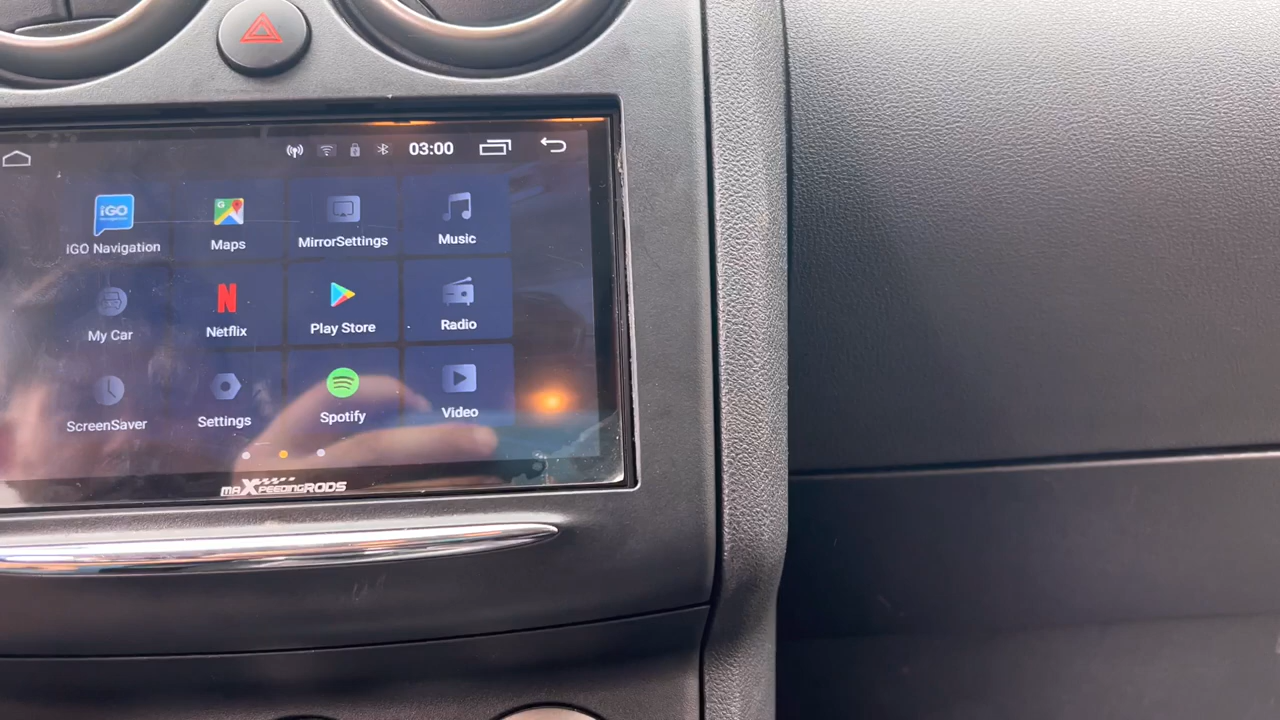 03:00
iGO
Navigation
G
iGO Navigation
Maps
MirrorSettings
Music
N
My Car
Netflix
Play Store
Radio
ScreenSaver
Settings
Spotify
Video
maXpeedingRODS